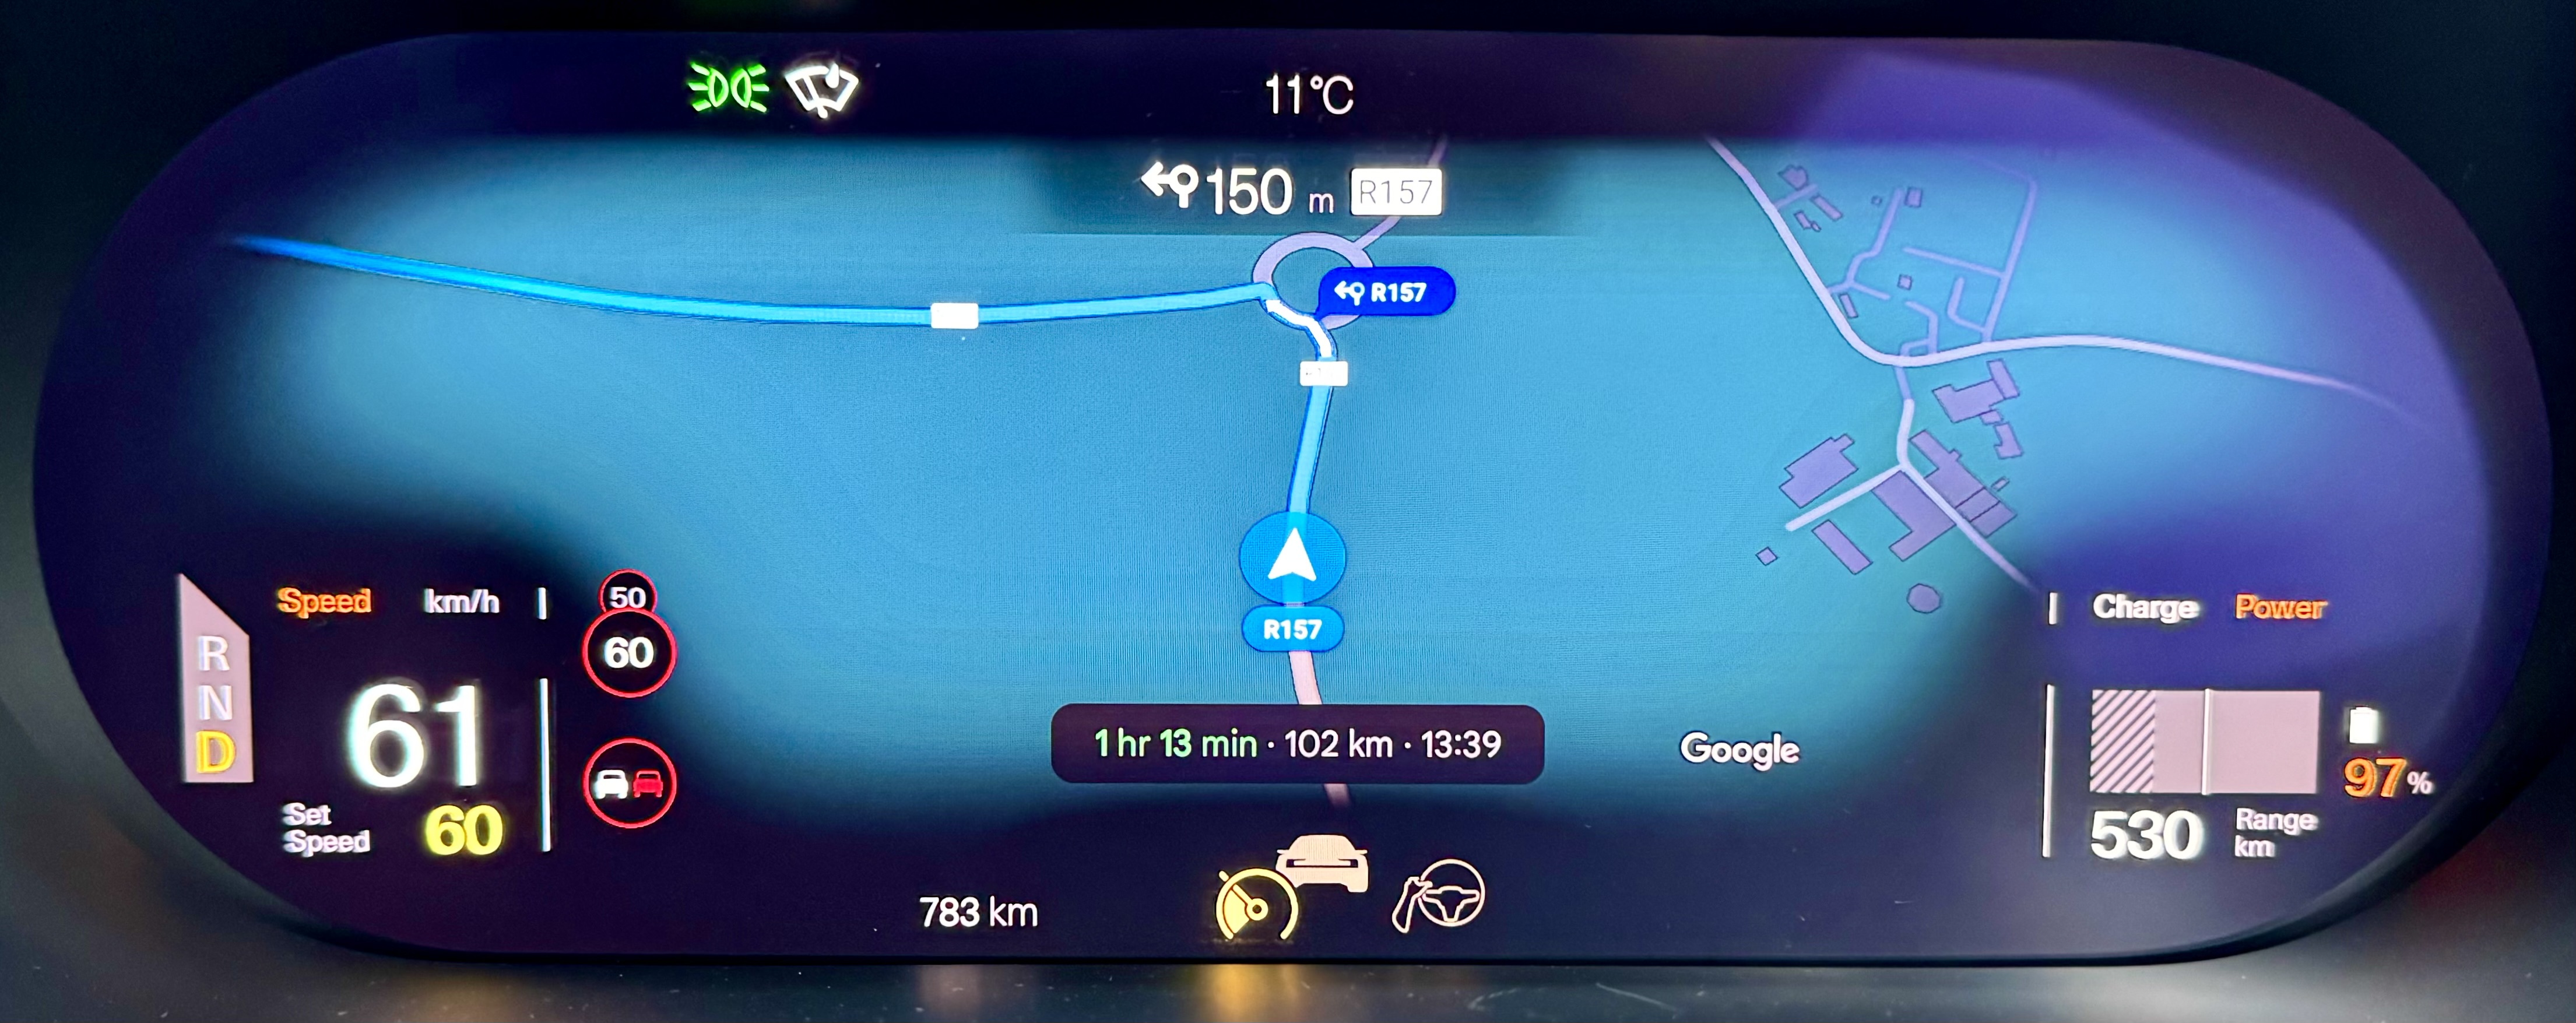 11°C
150 m R157
R157
R
N
D
Speed km/h
50
60
61
Set
Speed
60
R157
1 hr 13 min · 102 km · 13:39
Google
Charge Power
97%
530 Range
km
783 km